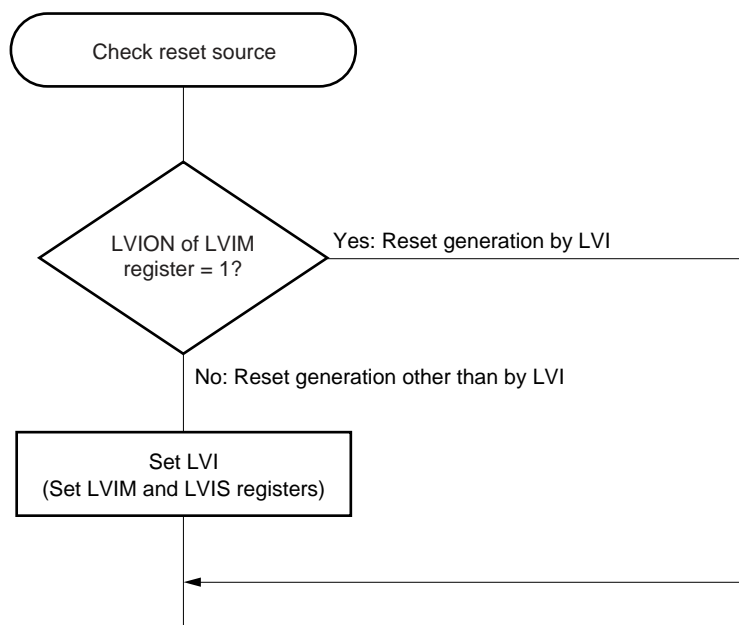 Check reset source
LVION of LVIM
register = 1?
Yes: Reset generation by LVI
No: Reset generation other than by LVI
Set LVI
(Set LVIM and LVIS registers)